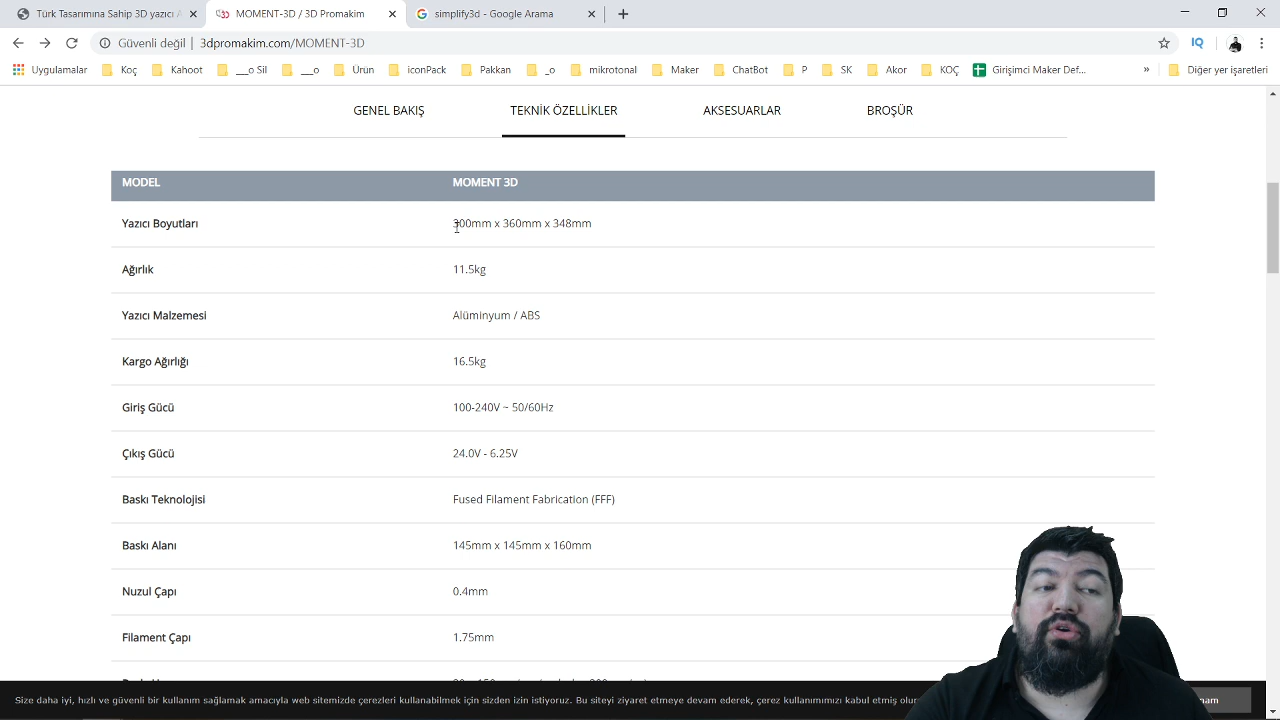 Türk Tasarımına Sahip 3D yazıcı
MOMENT-3D / 3D Promakim
simplify3d - Google Arama
Güvenli değil
3dpromakim.com/MOMENT-3D
IQ
Uygulamalar
Koç
Kahoot
___o Sil
___o
Ürün
iconPack
Pakkan
_o
mikrotonal
Maker
ChatBot
P
SK
Akor
KOÇ
Girişimci Maker Def...
»
Diğer yer işaretleri
GENEL BAKIŞ
TEKNİK ÖZELLİKLER
AKSESUARLAR
BROŞÜR
MODEL MOMENT 3D
Yazıcı Boyutları 300mm x 360mm x 348mm
Ağırlık 11.5kg
Yazıcı Malzemesi Alüminyum / ABS
Kargo Ağırlığı 16.5kg
Giriş Gücü 100-240V ~ 50/60Hz
Çıkış Gücü 24.0V - 6.25V
Baskı Teknolojisi Fused Filament Fabrication (FFF)
Baskı Alanı 145mm x 145mm x 160mm
Nuzul Çapı 0.4mm
Filament Çapı 1.75mm
Size daha iyi, hızlı ve güvenli bir kullanım sağlamak amacıyla web sitemizde çerezleri kullanabilmek için sizden izin istiyoruz. Bu siteyi ziyaret etmeye devam ederek, çerez kullanımımızı kabul etmiş